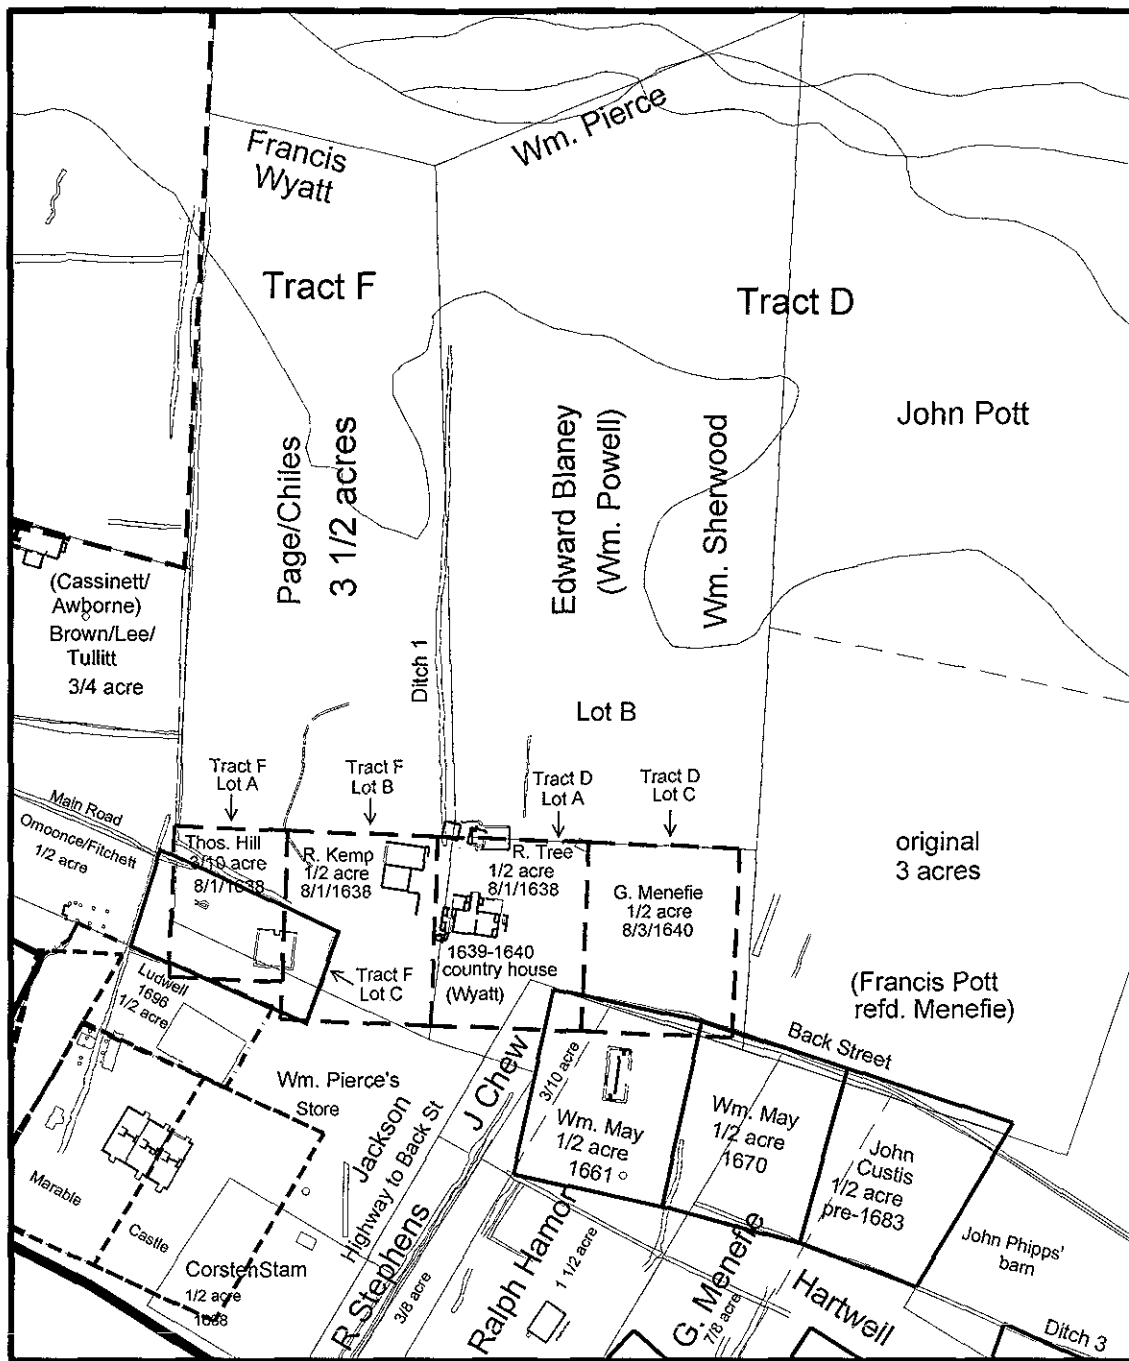 Francis
Wyatt
Wm. Pierce
Tract F
Tract D
Page/Chiles
3 1/2 acres
Edward Blaney
(Wm. Powell)
Wm. Sherwood
John Pott
(Cassinett/
Awborne)
Brown/Lee/
Tullitt
3/4 acre
Ditch 1
Lot B
Tract F
Lot A
Tract F
Lot B
Tract D
Lot A
Tract D
Lot C
Main Road
Omoonce/Fitchett
1/2 acre
Thos. Hill
3/10 acre
8/1/1638
R. Kemp
1/2 acre
8/1/1638
R. Tree
1/2 acre
8/1/1638
G. Menefie
1/2 acre
8/3/1640
original
3 acres
1639-1640
country house
(Wyatt)
Tract F
Lot C
(Francis Pott
refd. Menefie)
Ludwell
1696
1/2 acre
Back Street
Wm. Pierce's
Store
Jackson
Highway to Back St
J Chew
3/10 acre
Wm. May
1/2 acre
1661
Wm. May
1/2 acre
1670
John
Custis
1/2 acre
pre-1683
Marable
Castle
CorstenStam
1/2 acre
1638
R Stephens
3/8 acre
Ralph Hamor
1 1/2 acre
G. Menefie
7/8 acre
Hartwell
John Phipps'
barn
Ditch 3